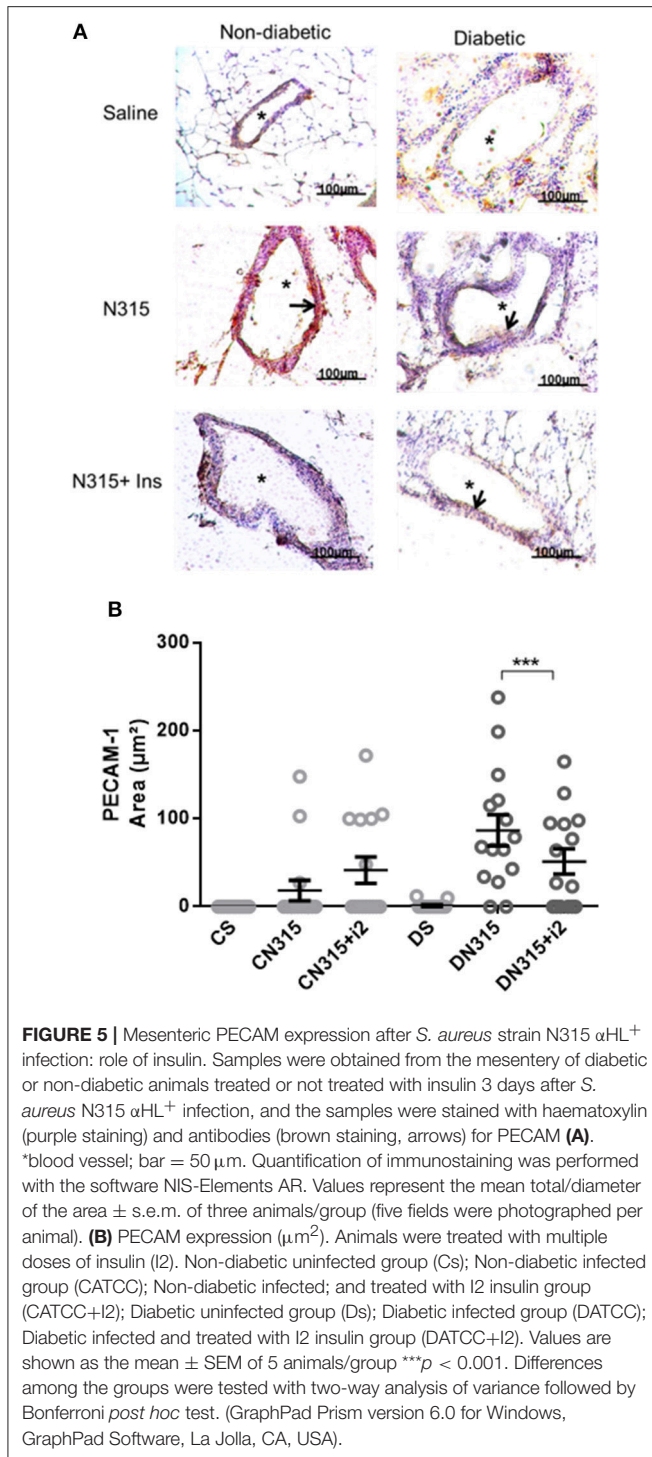 A
Non-diabetic
Diabetic
Saline
*
100µm
*
100µm
N315
*
100µm
*
100µm
N315+ Ins
*
100µm
*
100µm
B
PECAM-1
Area (µm²)
300
200
100
0
***
CS
CN315
CN315+i2
DS
DN315
DN315+i2
FIGURE 5 | Mesenteric PECAM expression after S. aureus strain N315 αHL⁺
infection: role of insulin. Samples were obtained from the mesentery of diabetic
or non-diabetic animals treated or not treated with insulin 3 days after S.
aureus N315 αHL⁺ infection, and the samples were stained with haematoxylin
(purple staining) and antibodies (brown staining, arrows) for PECAM (A).
*blood vessel; bar = 50 µm. Quantification of immunostaining was performed
with the software NIS-Elements AR. Values represent the mean total/diameter
of the area ± s.e.m. of three animals/group (five fields were photographed per
animal). (B) PECAM expression (µm²). Animals were treated with multiple
doses of insulin (I2). Non-diabetic uninfected group (Cs); Non-diabetic infected
group (CATCC); Non-diabetic infected; and treated with I2 insulin group
(CATCC+I2); Diabetic uninfected group (Ds); Diabetic infected group (DATCC);
Diabetic infected and treated with I2 insulin group (DATCC+I2). Values are
shown as the mean ± SEM of 5 animals/group ***p < 0.001. Differences
among the groups were tested with two-way analysis of variance followed by
Bonferroni post hoc test. (GraphPad Prism version 6.0 for Windows,
GraphPad Software, La Jolla, CA, USA).